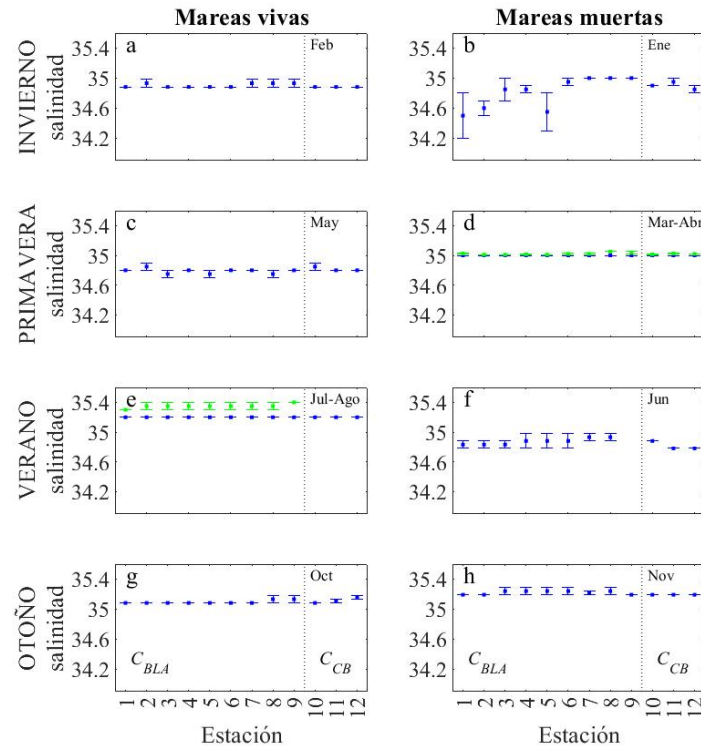 Mareas vivas
Mareas muertas
INVIERNO
salinidad
35.4
35
34.6
34.2
a
Feb
35.4
35
34.6
34.2
b
Ene
PRIMAVERA
salinidad
35.4
35
34.6
34.2
c
May
35.4
35
34.6
34.2
d
Mar-Abr
VERANO
salinidad
35.4
35
34.6
34.2
e
Jul-Ago
35.4
35
34.6
34.2
f
Jun
OTOÑO
salinidad
35.4
35
34.6
34.2
g
Oct
C_BLA
C_CB
35.4
35
34.6
34.2
h
Nov
C_BLA
C_CB
1 2 3 4 5 6 7 8 9 10 11 12
1 2 3 4 5 6 7 8 9 10 11 12
Estación
Estación